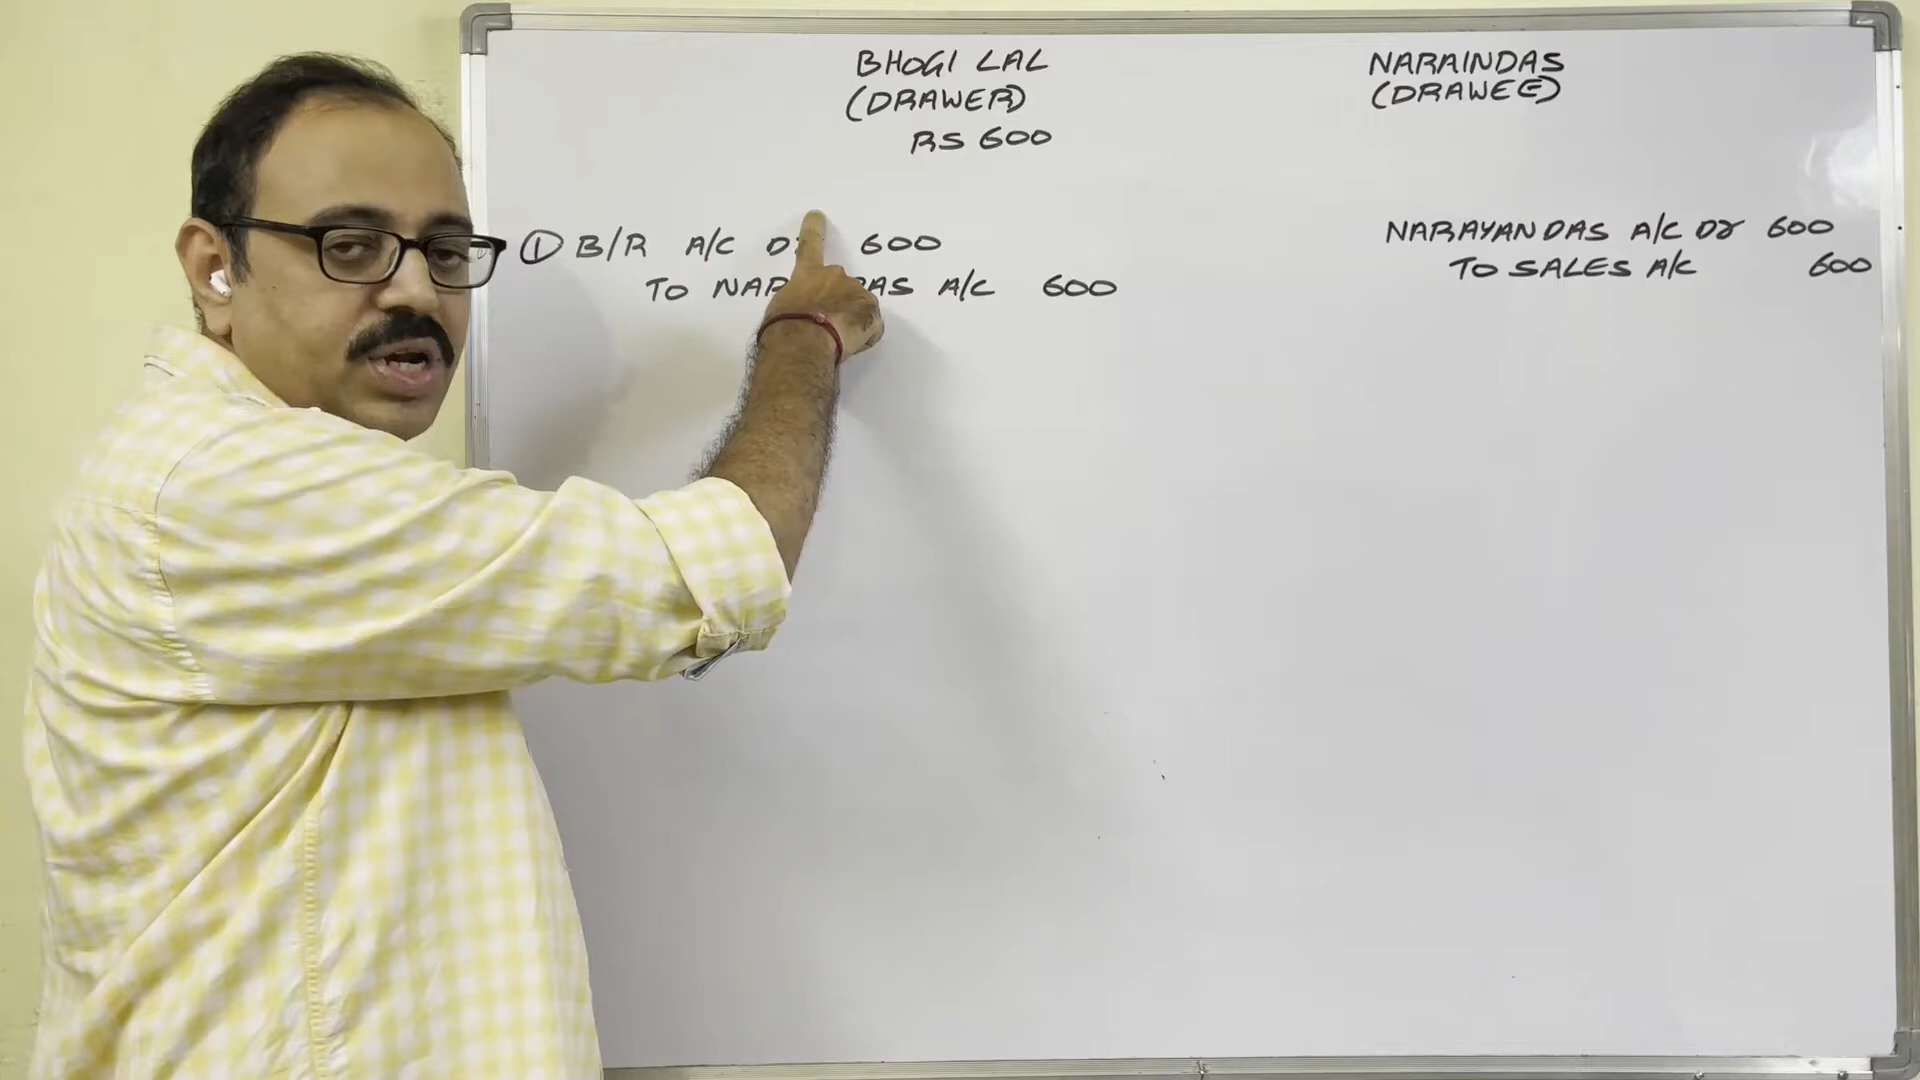 BHOGI LAL
(DRAWER)
RS 600
NARAINDAS
(DRAWEE)
① B/R A/C 600
TO A/C 600
NARAYANDAS A/C DR 600
TO SALES A/C 600